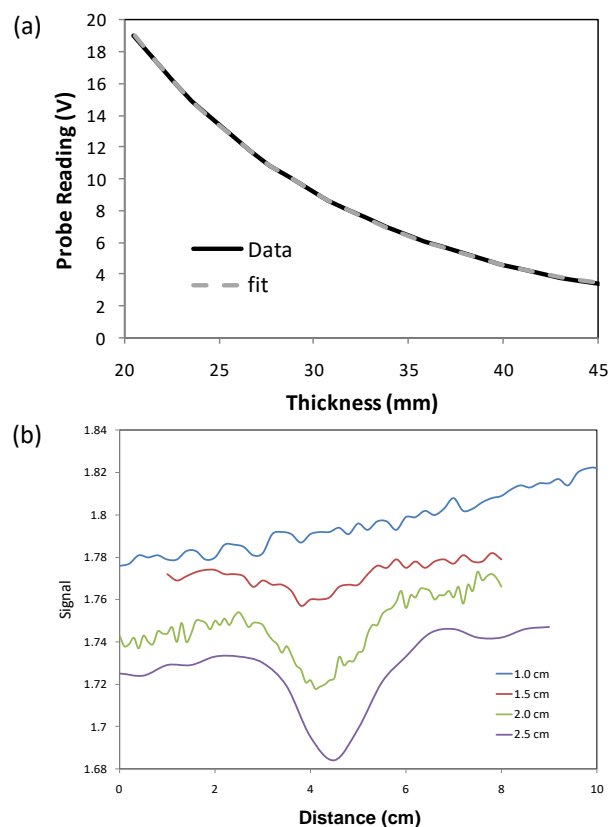 (a)
20
18
16
14
12
10
8
6
4
2
0
Probe Reading (V)
Data
fit
20 25 30 35 40 45
Thickness (mm)
(b)
1.84
1.82
1.8
1.78
1.76
1.74
1.72
1.7
1.68
Signal
1.0 cm
1.5 cm
2.0 cm
2.5 cm
0 2 4 6 8 10
Distance (cm)